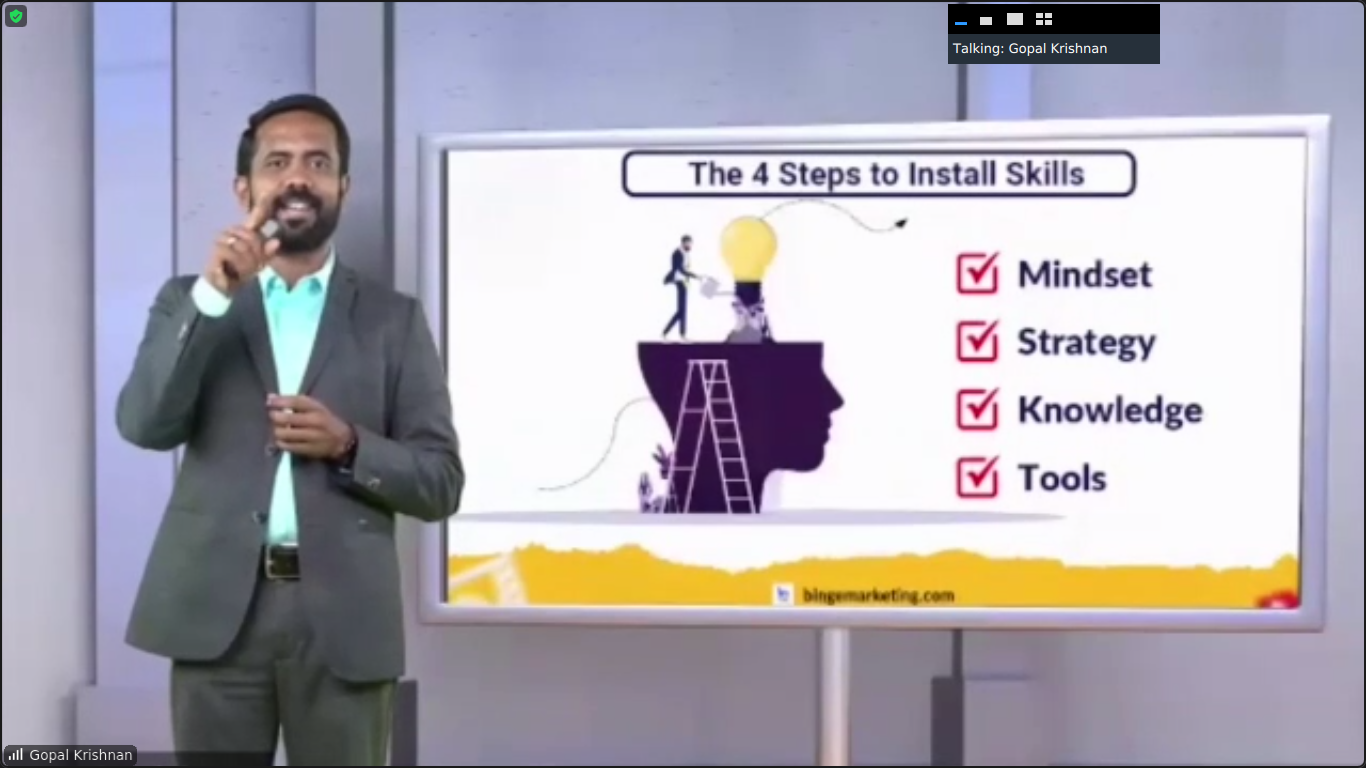 Talking: Gopal Krishnan
The 4 Steps to Install Skills
Mindset
Strategy
Knowledge
Tools
bingemarketing.com
Gopal Krishnan